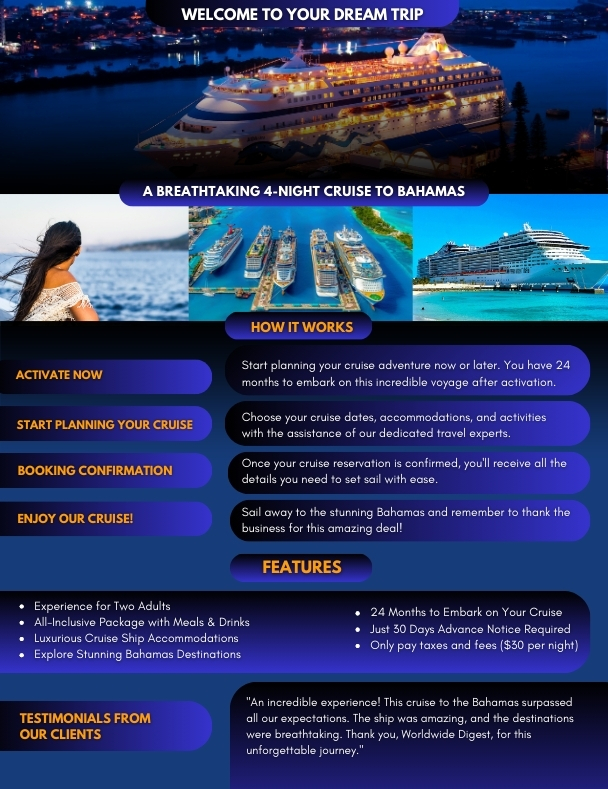 WELCOME TO YOUR DREAM TRIP
A BREATHTAKING 4-NIGHT CRUISE TO BAHAMAS
HOW IT WORKS
ACTIVATE NOW
Start planning your cruise adventure now or later. You have 24
months to embark on this incredible voyage after activation.
START PLANNING YOUR CRUISE
Choose your cruise dates, accommodations, and activities
with the assistance of our dedicated travel experts.
BOOKING CONFIRMATION
Once your cruise reservation is confirmed, you'll receive all the
details you need to set sail with ease.
ENJOY OUR CRUISE!
Sail away to the stunning Bahamas and remember to thank the
business for this amazing deal!
FEATURES
• Experience for Two Adults
• All-Inclusive Package with Meals & Drinks
• Luxurious Cruise Ship Accommodations
• Explore Stunning Bahamas Destinations
• 24 Months to Embark on Your Cruise
• Just 30 Days Advance Notice Required
• Only pay taxes and fees ($30 per night)
TESTIMONIALS FROM
OUR CLIENTS
"An incredible experience! This cruise to the Bahamas surpassed
all our expectations. The ship was amazing, and the destinations
were breathtaking. Thank you, Worldwide Digest, for this
unforgettable journey."